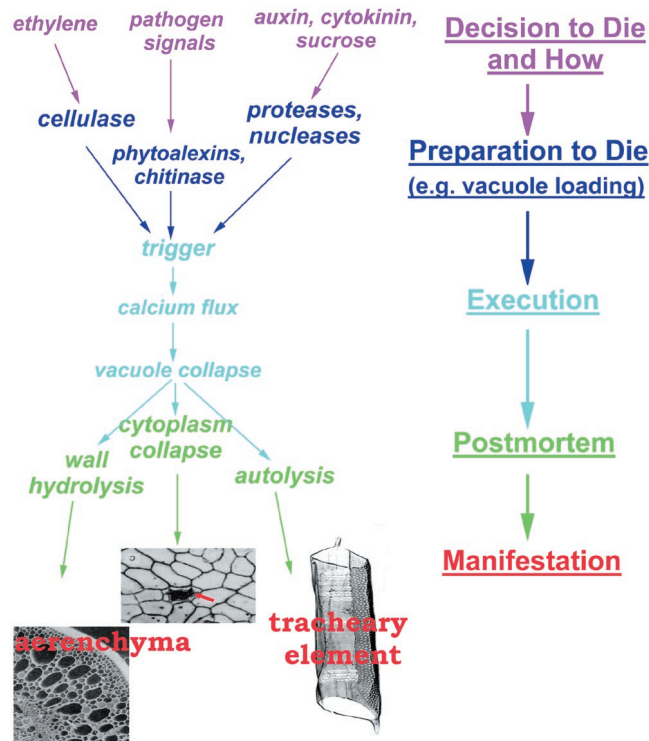 ethylene
pathogen
signals
auxin, cytokinin,
sucrose
cellulase
phytoalexins,
chitinase
proteases,
nucleases
trigger
calcium flux
vacuole collapse
wall
hydrolysis
cytoplasm
collapse
autolysis
aerenchyma
tracheary
element
Decision to Die
and How
Preparation to Die
(e.g. vacuole loading)
Execution
Postmortem
Manifestation